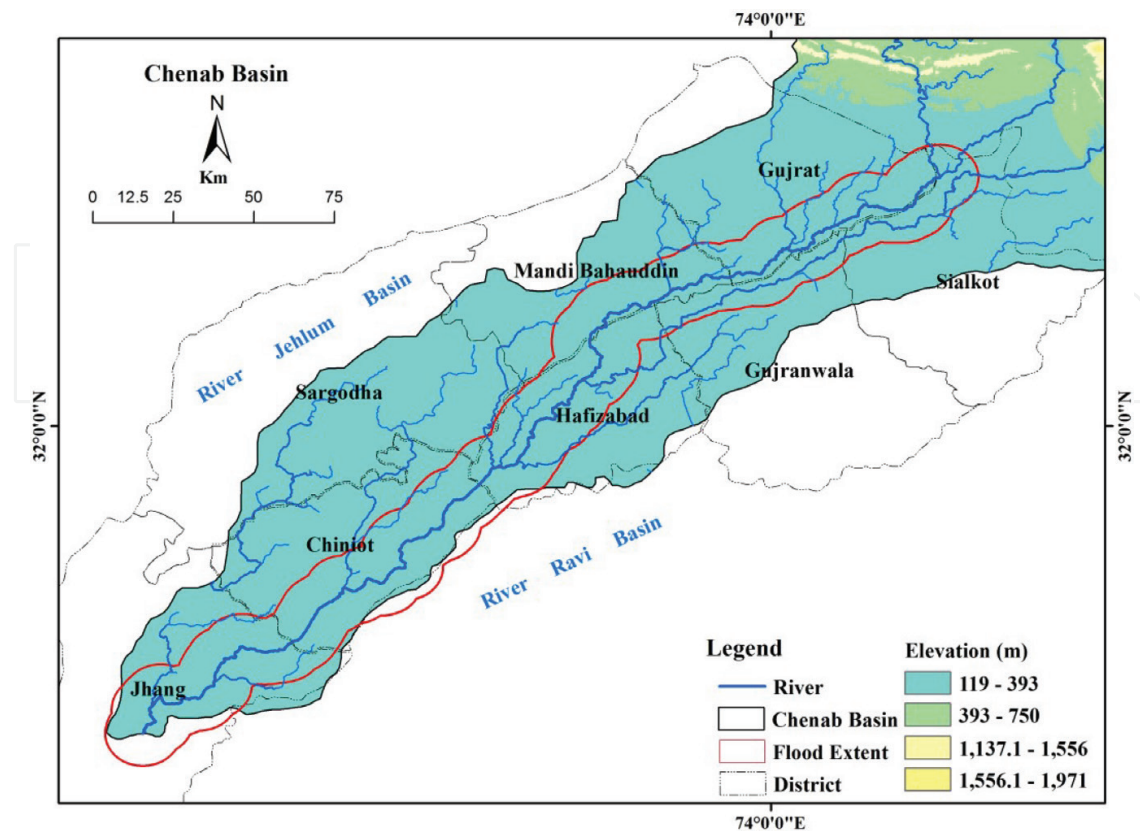 74°0'0"E
Chenab Basin
N
Km
0 12.5 25 50 75
Gujrat
Mandi Bahauddin
Sialkot
River Jehlum Basin
Sargodha
Gujranwala
Hafizabad
32°0'0"N
32°0'0"N
Chiniot
River Ravi Basin
Jhang
Legend
River
Chenab Basin
Flood Extent
District
Elevation (m)
119 - 393
393 - 750
1,137.1 - 1,556
1,556.1 - 1,971
74°0'0"E